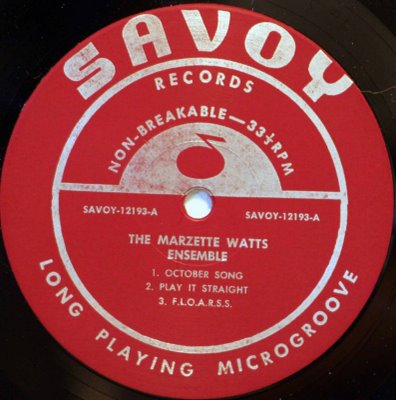 SAVOY
RECORDS
NON-BREAKABLE—33⅓RPM
SAVOY-12193-A
SAVOY-12193-A
THE MARZETTE WATTS
ENSEMBLE
1. OCTOBER SONG
2. PLAY IT STRAIGHT
3. F.L.O.A.R.S.S.
LONG PLAYING MICROGROOVE